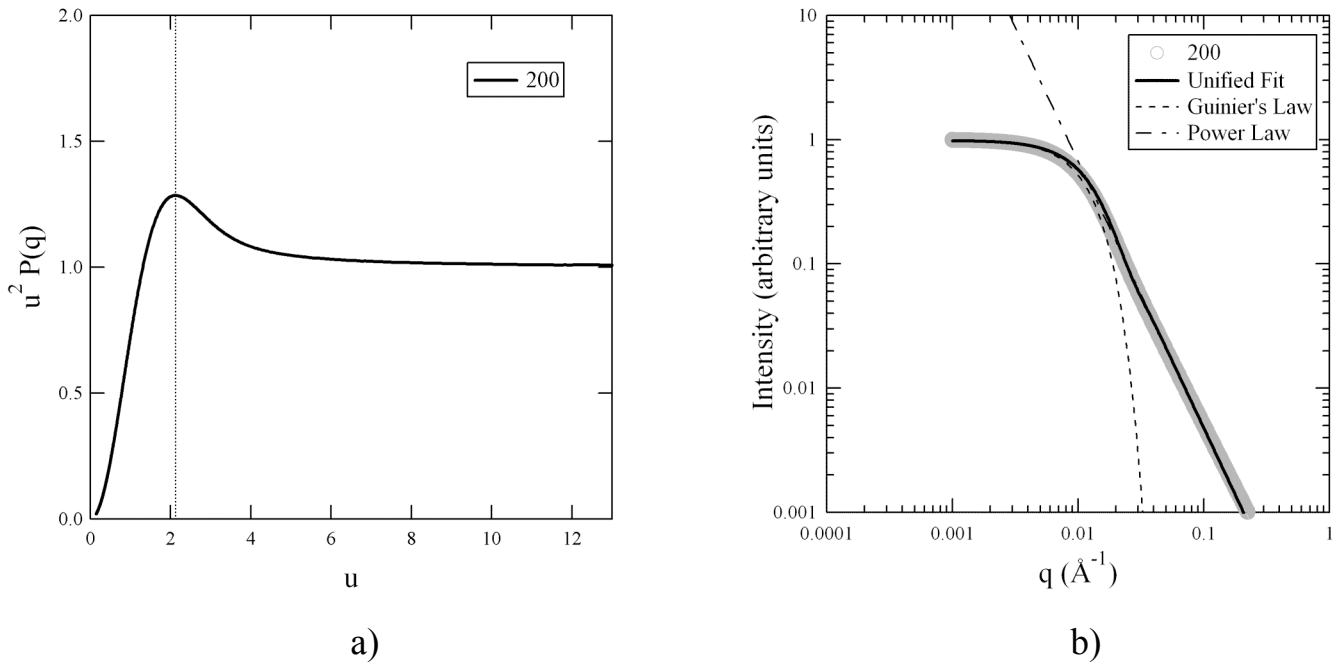 2.0
1.5
1.0
0.5
0.0
u² P(q)
200
0 2 4 6 8 10 12
u
a)
10
1
0.1
0.01
0.001
Intensity (arbitrary units)
200
Unified Fit
Guinier's Law
Power Law
0.0001 0.001 0.01 0.1 1
q (Å⁻¹)
b)